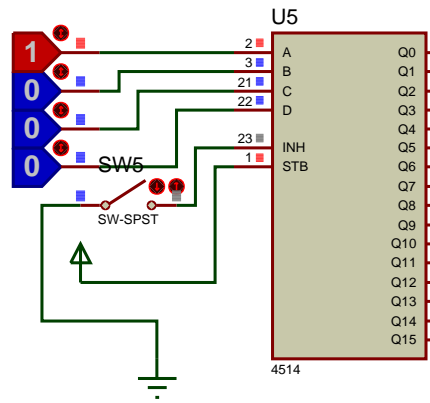 U5
1
0
0
0
2
3
21
22
23
1
A
B
C
D
INH
STB
Q0
Q1
Q2
Q3
Q4
Q5
Q6
Q7
Q8
Q9
Q10
Q11
Q12
Q13
Q14
Q15
SW5
SW-SPST
4514